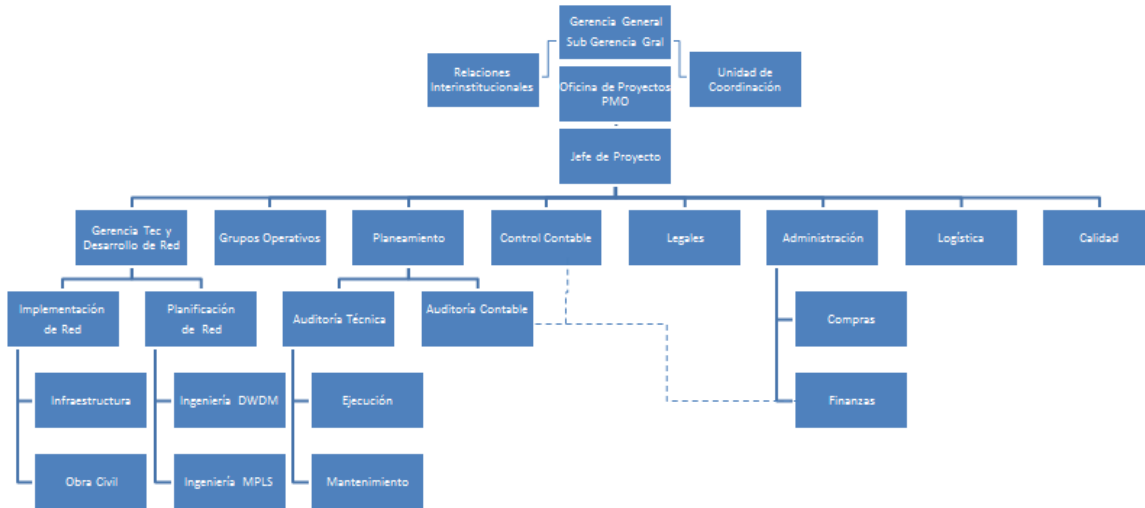 Gerencia General
Sub Gerencia Gral
Relaciones
Interinstitucionales
Unidad de
Coordinación
Oficina de Proyectos
PMO
Jefe de Proyecto
Gerencia Tec y
Desarrollo de Red
Grupos Operativos
Planeamiento
Control Contable
Legales
Administración
Logística
Calidad
Implementación
de Red
Planificación
de Red
Auditoría Técnica
Auditoría Contable
Compras
Infraestructura
Ingeniería DWDM
Ejecución
Finanzas
Obra Civil
Ingeniería MPLS
Mantenimiento